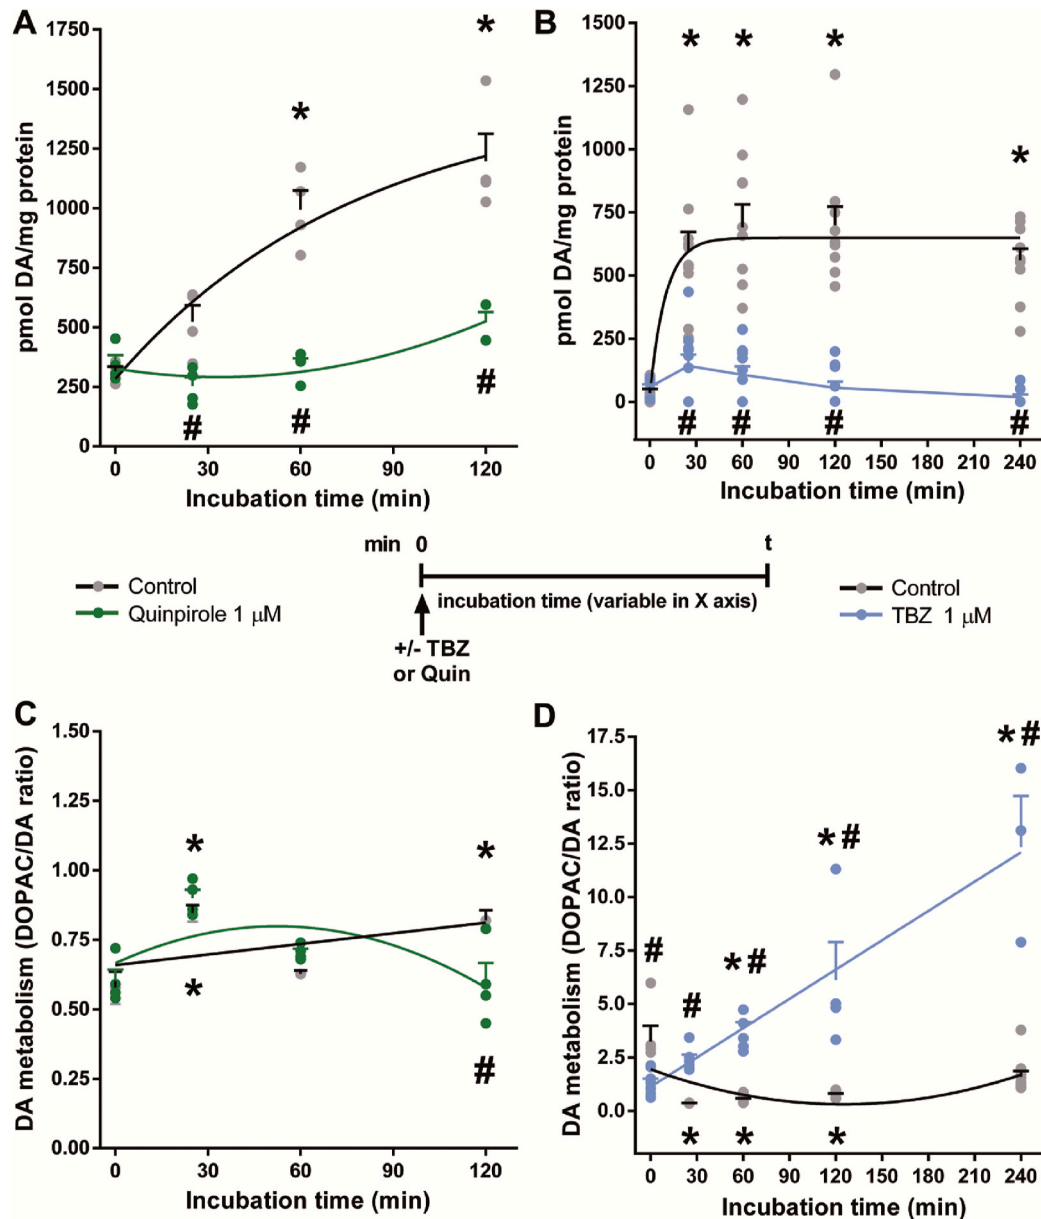 A
pmol DA/mg protein
1750
1500
1250
1000
750
500
250
0
*
*
#
#
#
0 30 60 90 120
Incubation time (min)
B
pmol DA/mg protein
1500
1250
1000
750
500
250
0
* * *
*
# # # #
0 30 60 90 120 150 180 210 240
Incubation time (min)
min 0 t
incubation time (variable in X axis)
+/- TBZ
or Quin
Control
Quinpirole 1 μM
Control
TBZ 1 μM
C
DA metabolism (DOPAC/DA ratio)
1.50
1.25
1.00
0.75
0.50
0.25
0.00
* *
*
#
0 30 60 90 120
Incubation time (min)
D
DA metabolism (DOPAC/DA ratio)
17.5
15.0
12.5
10.0
7.5
5.0
2.5
0.0
*#
*#
*#
#
#
* * *
0 30 60 90 120 150 180 210 240
Incubation time (min)